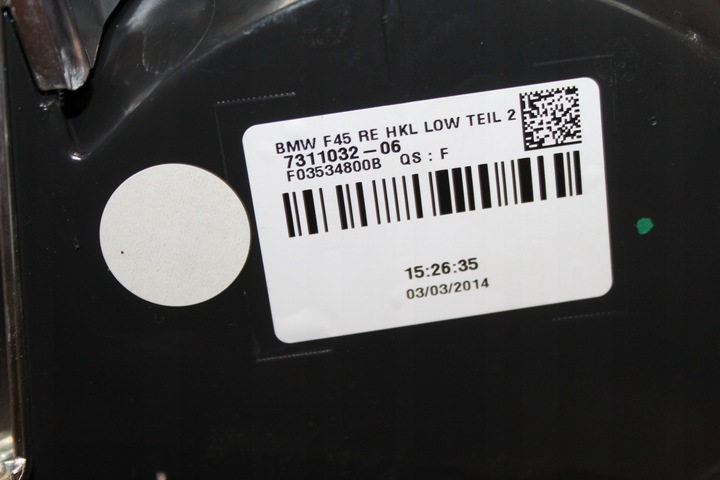 BMW F45 RE HKL LOW TEIL 2
7311032-06
F03534800B QS : F
15:26:35
03/03/2014